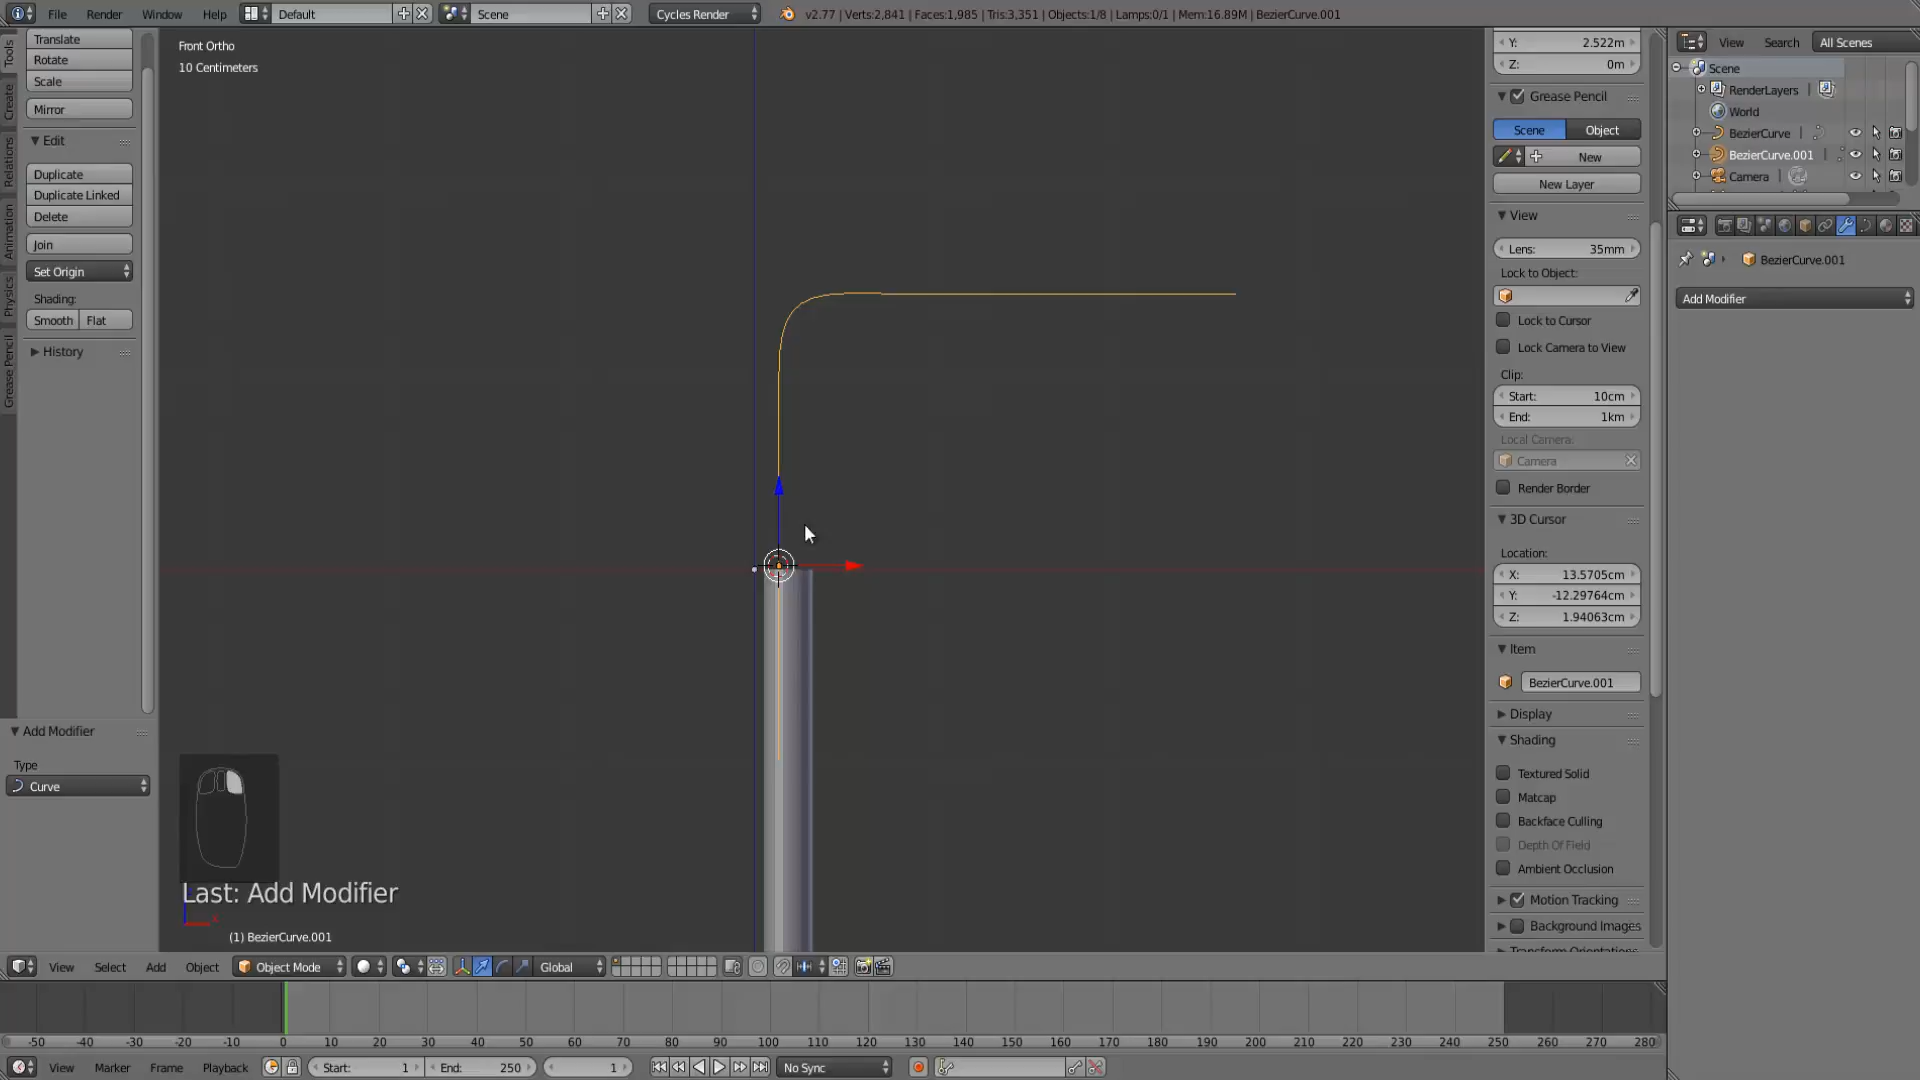 File Render Window Help Default Scene Cycles Render v2.77 | Verts:2,841 | Faces:1,985 | Tris:3,351 | Objects:1/8 | Lamps:0/1 | Mem:16.89M | BezierCurve.001
Tools
Create
Relations
Animation
Physics
Grease Pencil
Translate
Rotate
Scale
Mirror
Edit
Duplicate
Duplicate Linked
Delete
Join
Set Origin
Shading:
Smooth Flat
History
Add Modifier
Type
Curve
Front Ortho
10 Centimeters
Last: Add Modifier
(1) BezierCurve.001
Y: 2.522m
Z: 0m
Grease Pencil
Scene Object
New
New Layer
View
Lens: 35mm
Lock to Object:
Lock to Cursor
Lock Camera to View
Clip:
Start: 10cm
End: 1km
Local Camera:
Camera
Render Border
3D Cursor
Location:
X: 13.5705cm
Y: -12.29764cm
Z: 1.94063cm
Item
BezierCurve.001
Display
Shading
Textured Solid
Matcap
Backface Culling
Depth Of Field
Ambient Occlusion
Motion Tracking
Background Images
Transform Orientations
View Search All Scenes
Scene
RenderLayers
World
BezierCurve
BezierCurve.001
Camera
BezierCurve.001
Add Modifier
View Select Add Object Object Mode Global
-50 -40 -30 -20 -10 0 10 20 30 40 50 60 70 80 90 100 110 120 130 140 150 160 170 180 190 200 210 220 230 240 250 260 270 280
View Marker Frame Playback Start: 1 End: 250 1 No Sync